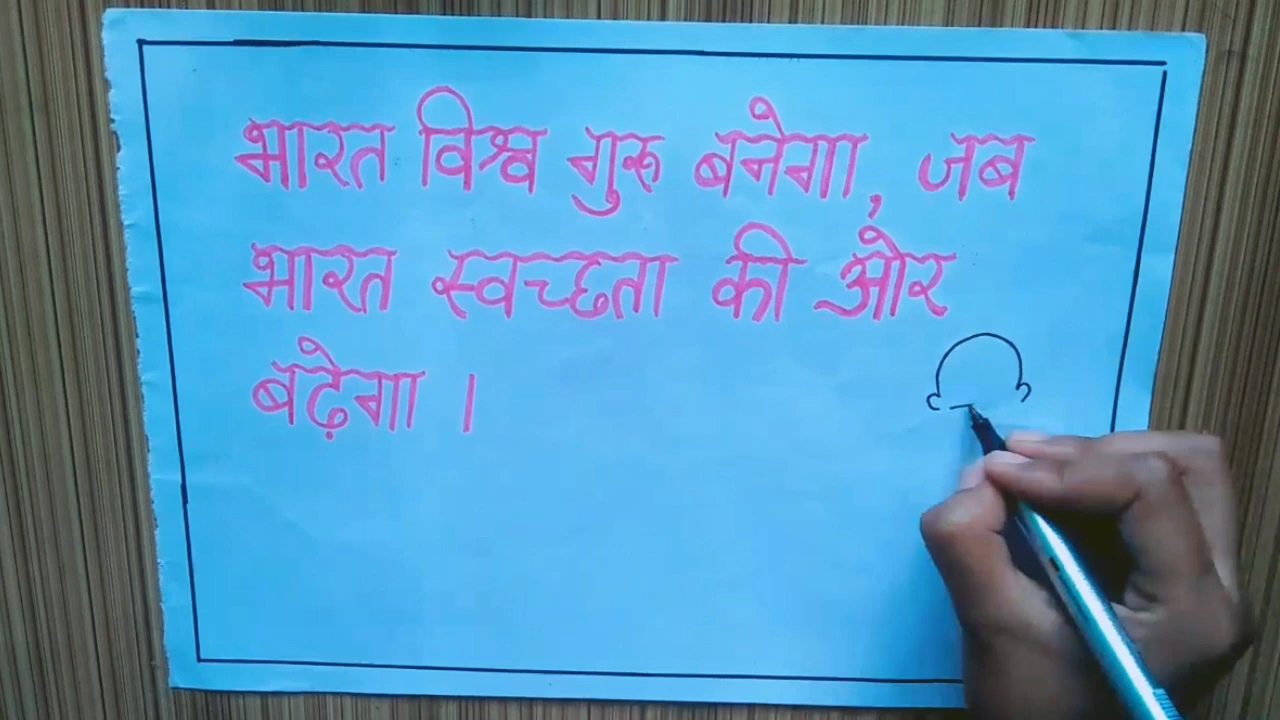 भारत विश्व गुरू बनेगा, जब
भारत स्वच्छता की ओर
बढ़ेगा ।